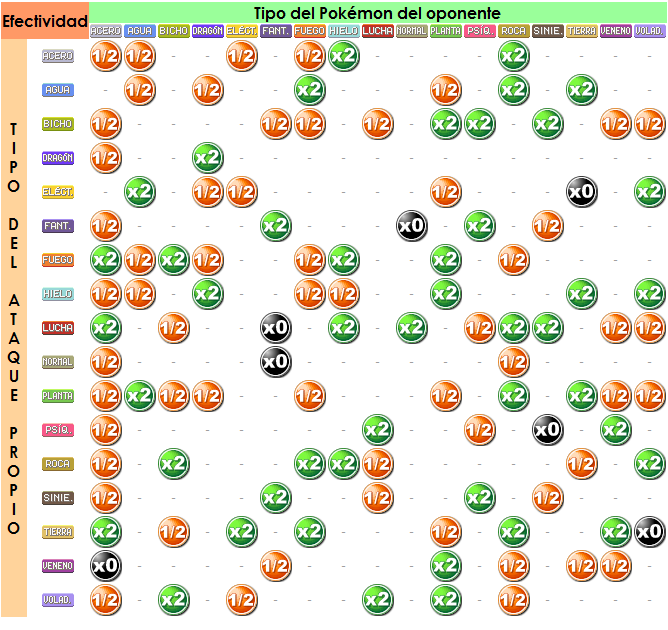 Efectividad
Tipo del Pokémon del oponente
ACERO AGUA BICHO DRAGÓN ELÉCT. FANT. FUEGO HIELO LUCHA NORMAL PLANTA PSÍQ. ROCA SINIE. TIERRA VENENO VOLAD.
TIPO DEL ATAQUE PROPIO
ACERO 1/2 1/2 - - 1/2 - 1/2 x2 - - - - x2 - - - -
AGUA - 1/2 - 1/2 - - x2 - - - 1/2 - x2 - x2 - -
BICHO 1/2 - - - - 1/2 1/2 - 1/2 - x2 x2 - x2 - 1/2 1/2
DRAGÓN 1/2 - - x2 - - - - - - - - - - - - -
ELÉCT. - x2 - 1/2 1/2 - - - - - 1/2 - - - x0 - x2
FANT. 1/2 - - - - x2 - - - x0 - x2 - 1/2 - - -
FUEGO x2 1/2 x2 1/2 - - 1/2 x2 - - x2 - 1/2 - - - -
HIELO 1/2 1/2 - x2 - - 1/2 1/2 - - x2 - - - x2 - x2
LUCHA x2 - 1/2 - - x0 - x2 - x2 - 1/2 x2 x2 - 1/2 1/2
NORMAL 1/2 - - - - x0 - - - - - - 1/2 - - - -
PLANTA 1/2 x2 1/2 1/2 - - 1/2 - - - 1/2 - x2 - x2 1/2 1/2
PSÍQ. 1/2 - - - - - - - x2 - - 1/2 - x0 - x2 -
ROCA 1/2 - x2 - - - x2 x2 1/2 - - - - - 1/2 - x2
SINIE. 1/2 - - - - x2 - - 1/2 - - x2 - 1/2 - - -
TIERRA x2 - 1/2 - x2 - x2 - - - 1/2 - x2 - - x2 x0
VENENO x0 - - - - 1/2 - - - - x2 - 1/2 - 1/2 1/2 -
VOLAD. 1/2 - x2 - 1/2 - - - x2 - x2 - 1/2 - - - -